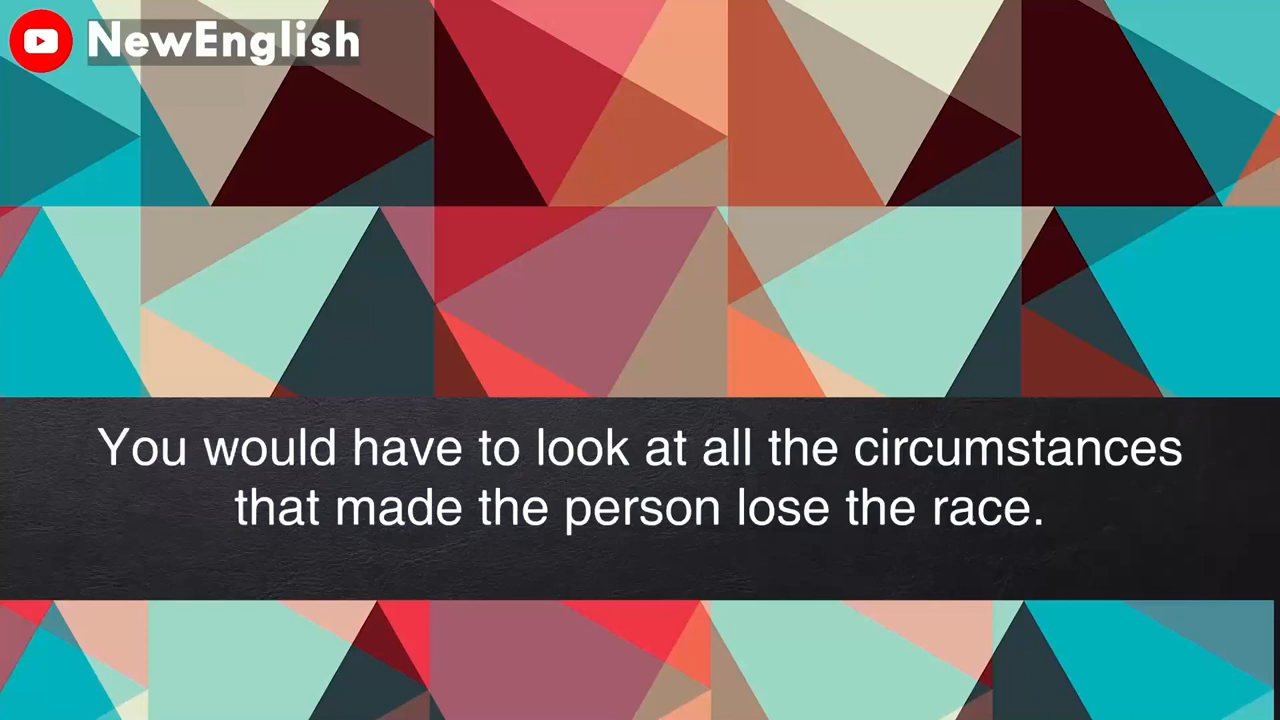 NewEnglish
You would have to look at all the circumstances
that made the person lose the race.